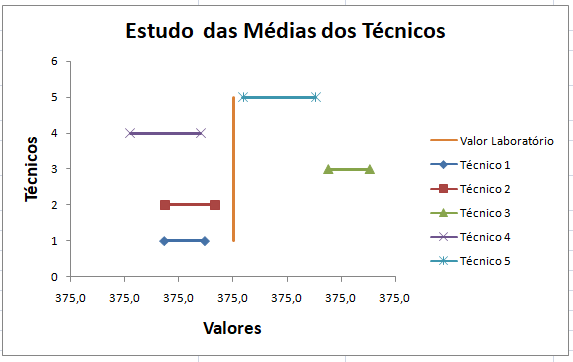 Estudo das Médias dos Técnicos
6
5
4
3
2
1
0
Técnicos
375,0 375,0 375,0 375,0 375,0 375,0 375,0
Valores
Valor Laboratório
Técnico 1
Técnico 2
Técnico 3
Técnico 4
Técnico 5